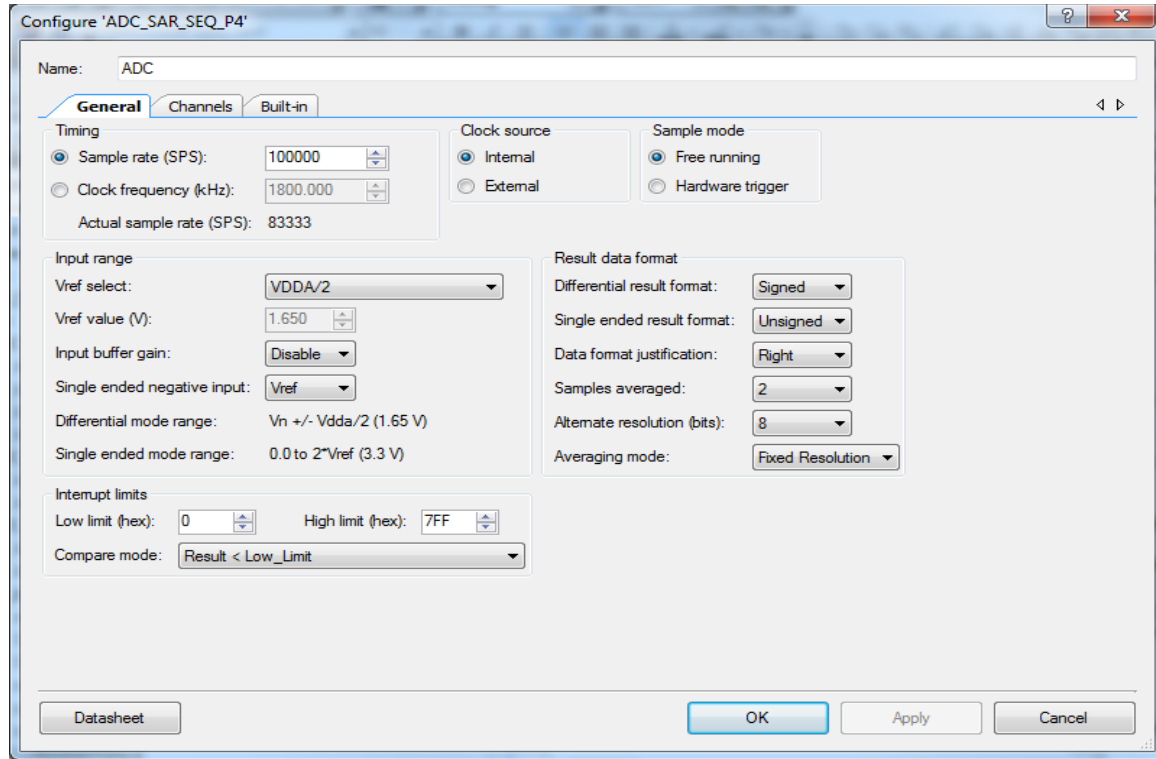 Configure 'ADC_SAR_SEQ_P4'
Name: ADC
General Channels Built-in
Timing
Sample rate (SPS): 100000
Clock frequency (kHz): 1800.000
Actual sample rate (SPS): 83333
Clock source
Internal
External
Sample mode
Free running
Hardware trigger
Input range
Vref select: VDDA/2
Vref value (V): 1.650
Input buffer gain: Disable
Single ended negative input: Vref
Differential mode range: Vn +/- Vdda/2 (1.65 V)
Single ended mode range: 0.0 to 2*Vref (3.3 V)
Result data format
Differential result format: Signed
Single ended result format: Unsigned
Data format justification: Right
Samples averaged: 2
Alternate resolution (bits): 8
Averaging mode: Fixed Resolution
Interrupt limits
Low limit (hex): 0 High limit (hex): 7FF
Compare mode: Result < Low_Limit
Datasheet OK Apply Cancel